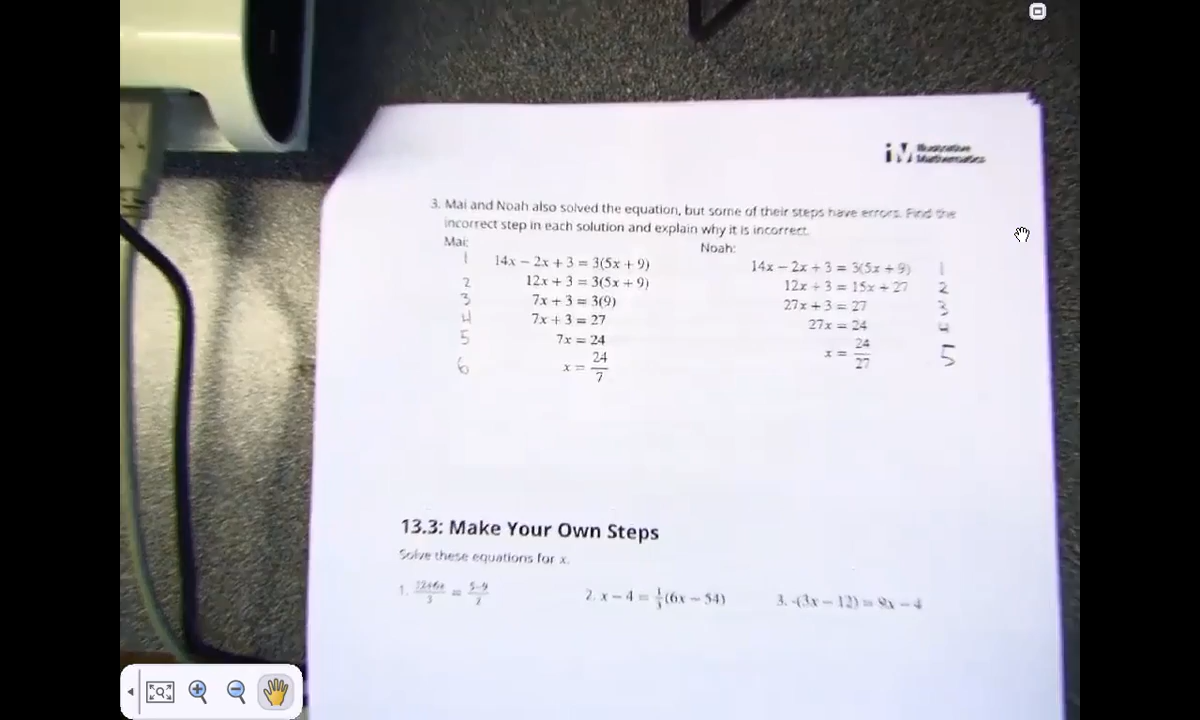 Illustrative
Mathematics
3. Mai and Noah also solved the equation, but some of their steps have errors. Find the
incorrect step in each solution and explain why it is incorrect.
Mai:
1 14x − 2x + 3 = 3(5x + 9)
2 12x + 3 = 3(5x + 9)
3 7x + 3 = 3(9)
4 7x + 3 = 27
5 7x = 24
6 x = 24/7
Noah:
14x − 2x + 3 = 3(5x + 9) 1
12x + 3 = 15x + 27 2
27x + 3 = 27 3
27x = 24 4
x = 24/27 5
13.3: Make Your Own Steps
Solve these equations for x.
1.
2. x − 4 = 1/3(6x − 54)
3. -(3x − 12) = 9x − 4